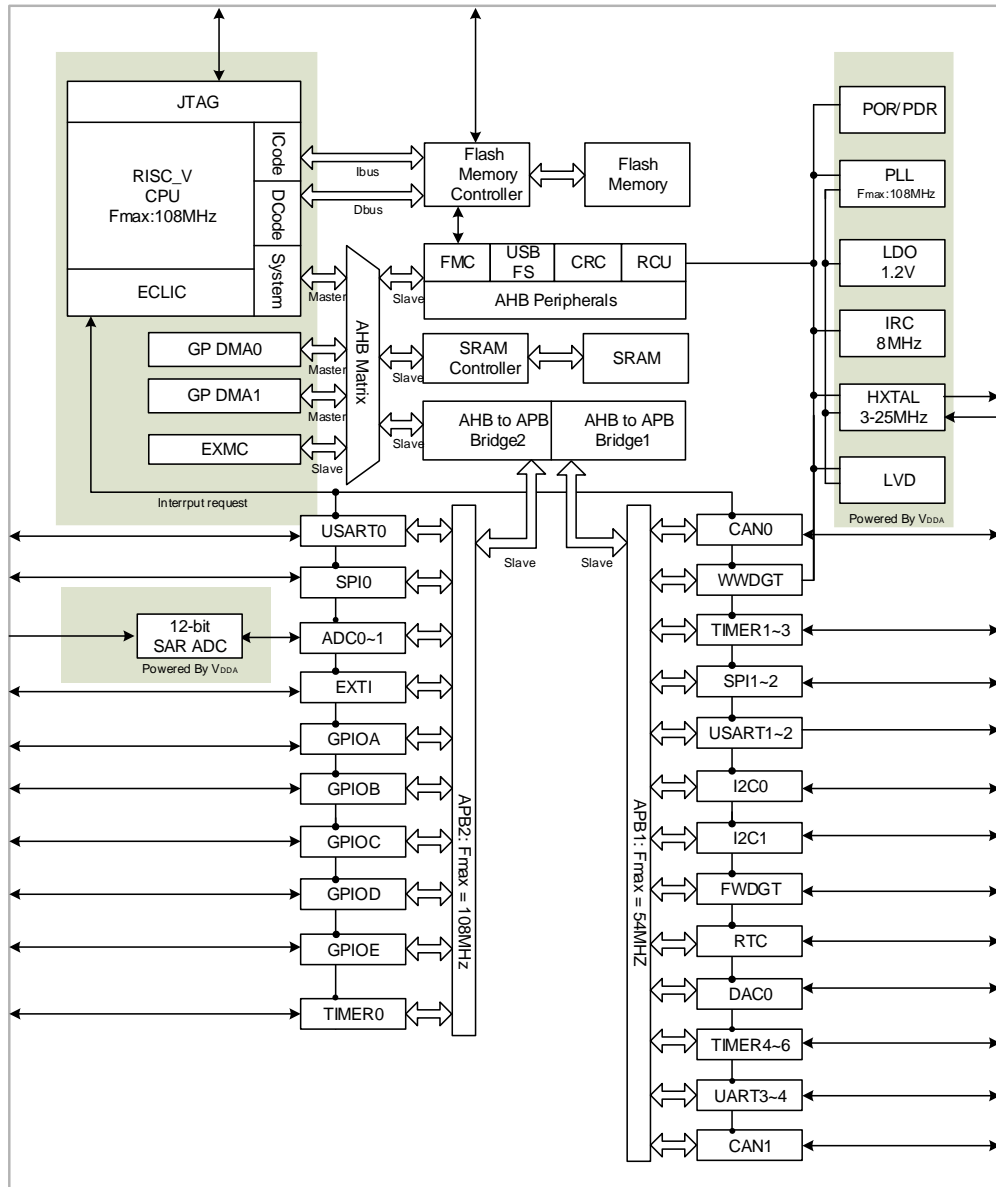 JTAG
RISC_V
CPU
Fmax:108MHz
ICode
DCode
System
ECLIC
Ibus
Dbus
Flash
Memory
Controller
Flash
Memory
FMC
USB
FS
CRC
RCU
AHB Peripherals
Master
Slave
AHB Matrix
GP DMA0
Master
GP DMA1
Master
EXMC
Slave
Slave
SRAM
Controller
SRAM
Slave
AHB to APB
Bridge2
AHB to APB
Bridge1
POR/PDR
PLL
Fmax:108MHz
LDO
1.2V
IRC
8MHz
HXTAL
3-25MHz
LVD
Powered By VDDA
Interrput request
Slave
Slave
USART0
SPI0
12-bit
SAR ADC
Powered By VDDA
ADC0~1
EXTI
GPIOA
GPIOB
GPIOC
GPIOD
GPIOE
TIMER0
APB2: Fmax = 108MHz
APB1: Fmax = 54MHZ
CAN0
WWDGT
TIMER1~3
SPI1~2
USART1~2
I2C0
I2C1
FWDGT
RTC
DAC0
TIMER4~6
UART3~4
CAN1